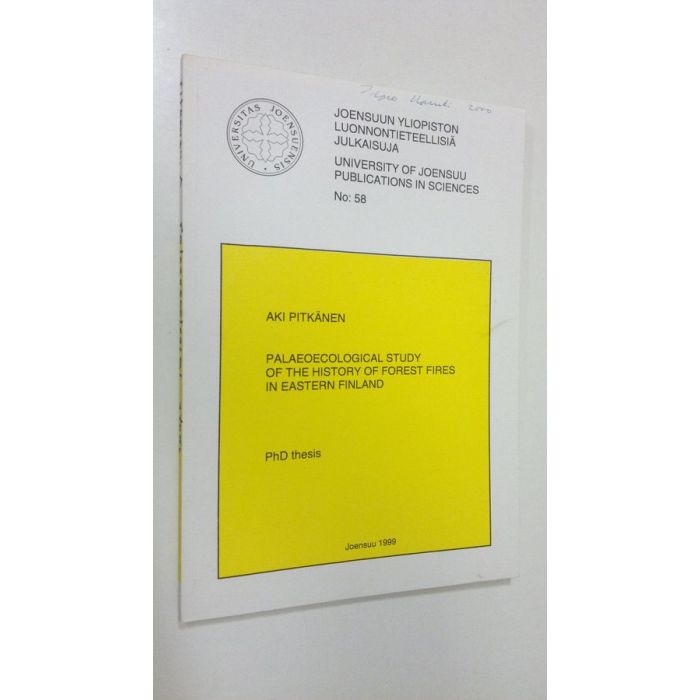 2000
UNIVERSITAS JOENSUENSIS
JOENSUUN YLIOPISTON
LUONNONTIETEELLISIÄ
JULKAISUJA
UNIVERSITY OF JOENSUU
PUBLICATIONS IN SCIENCES
No: 58
AKI PITKÄNEN
PALAEOECOLOGICAL STUDY
OF THE HISTORY OF FOREST FIRES
IN EASTERN FINLAND
PhD thesis
Joensuu 1999